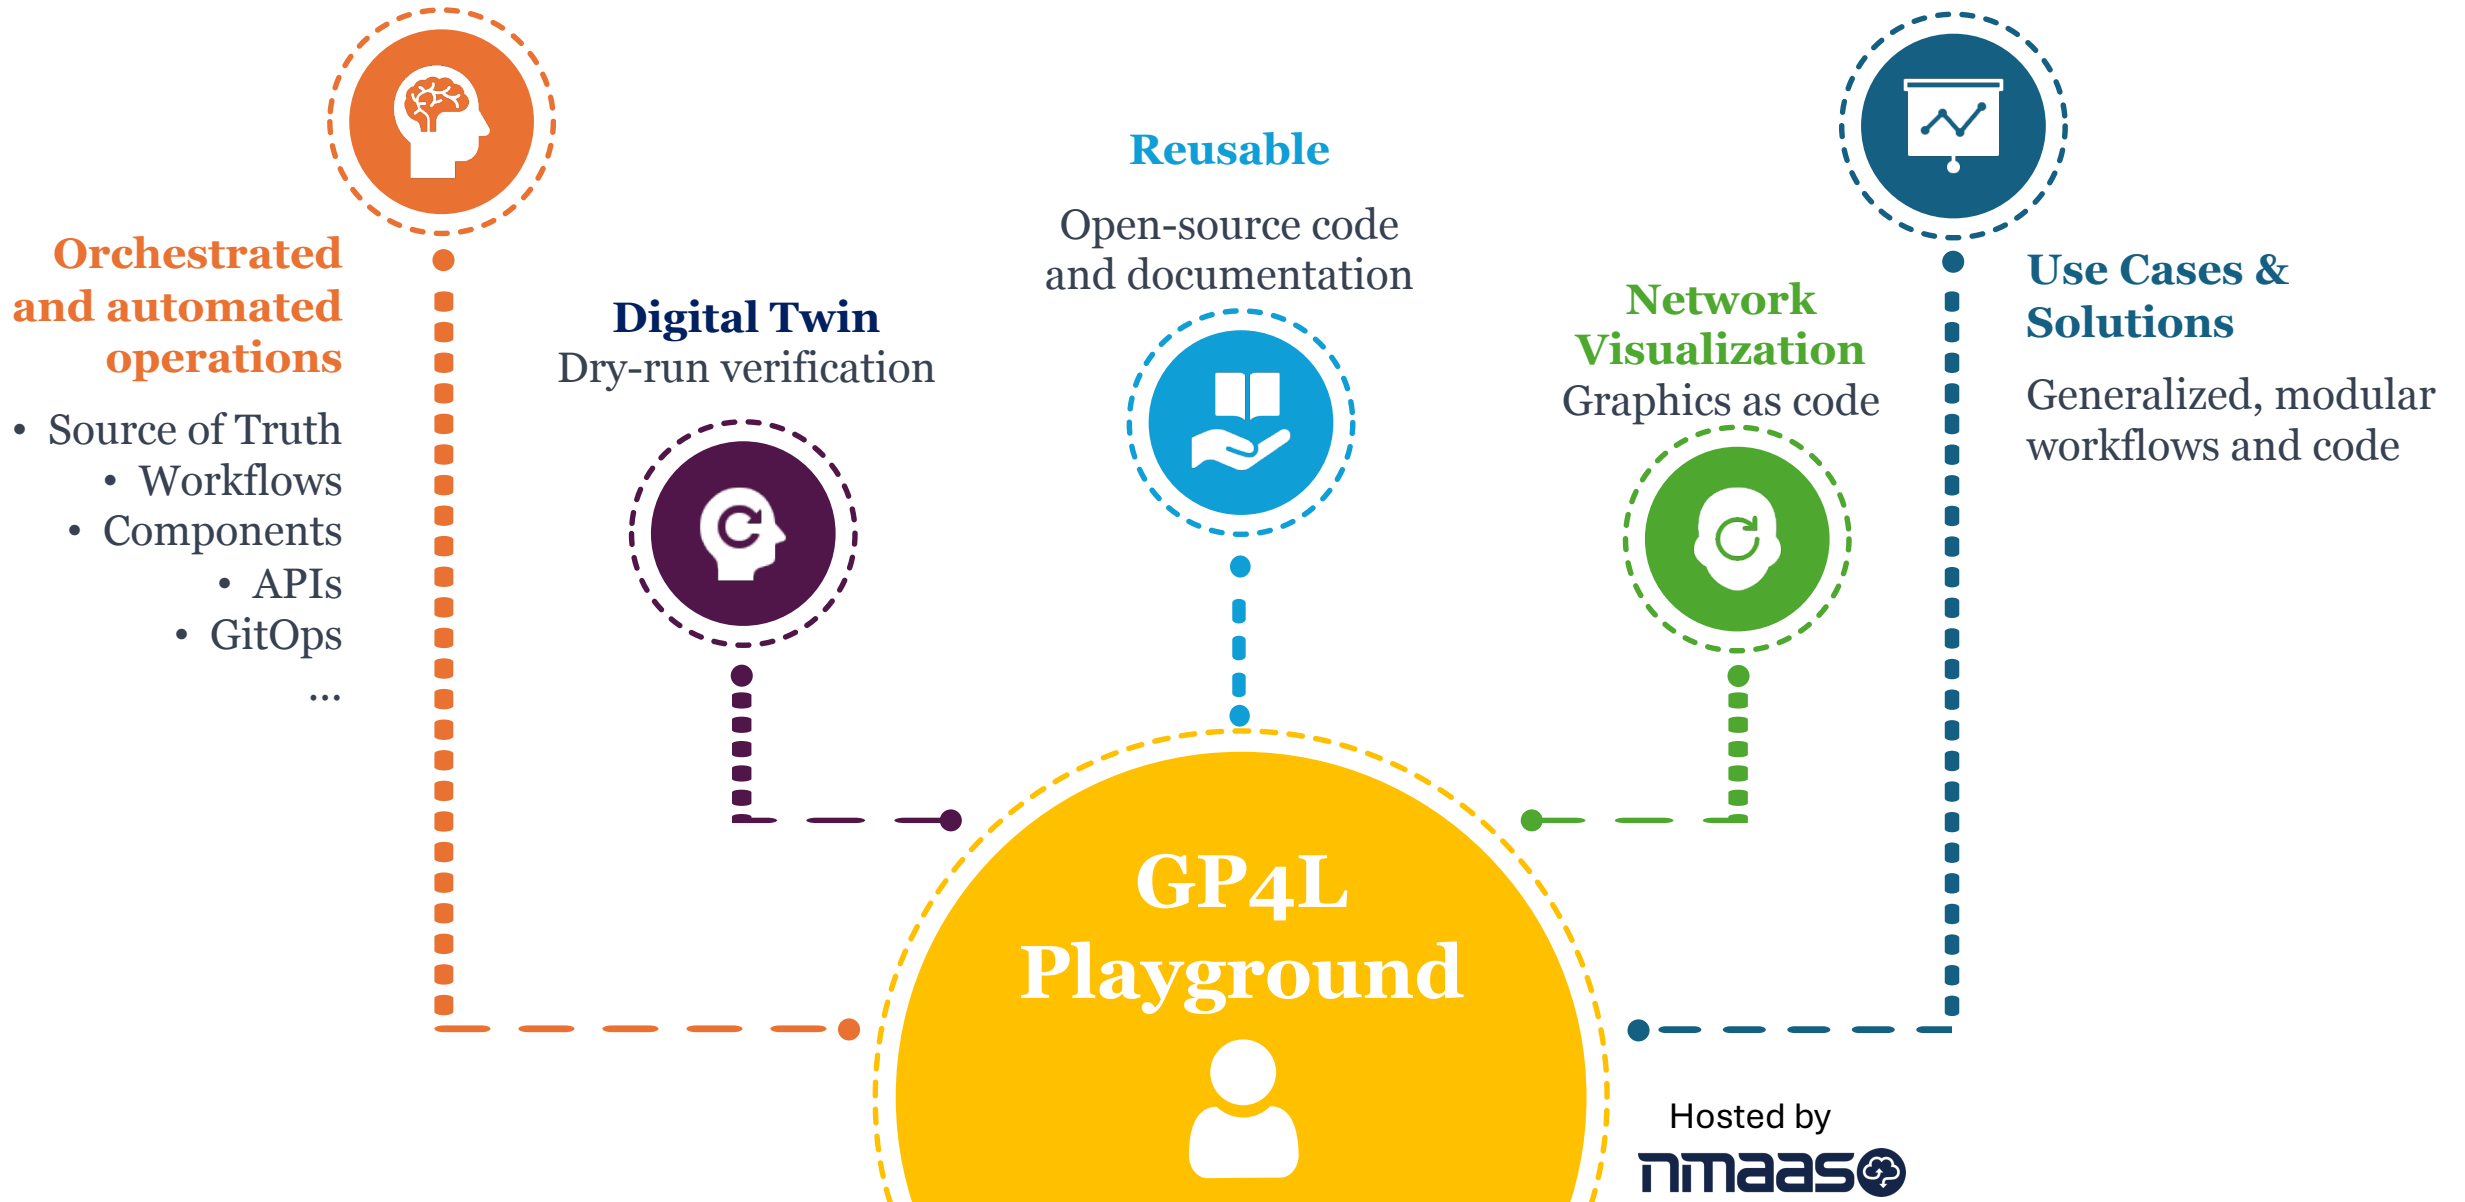 Orchestrated
and automated
operations
• Source of Truth
• Workflows
• Components
• APIs
• GitOps
...
Digital Twin
Dry-run verification
Reusable
Open-source code
and documentation
Network
Visualization
Graphics as code
Use Cases &
Solutions
Generalized, modular
workflows and code
GP4L
Playground
Hosted by
nmaas